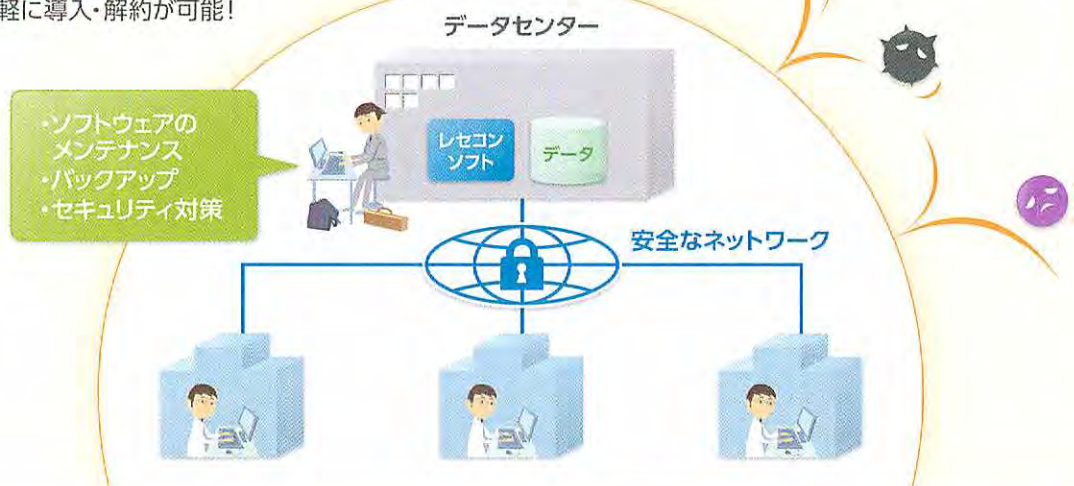 軽に導入・解約が可能!
データセンター
・ソフトウェアの
メンテナンス
・バックアップ
・セキュリティ対策
レセコン
ソフト
データ
安全なネットワーク